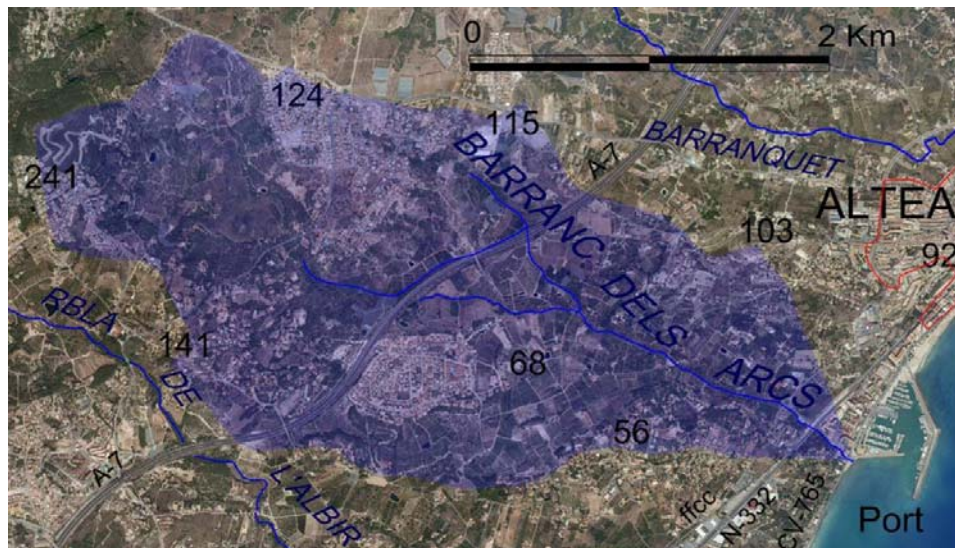 0 2 Km
124
115
BARRANQUET
A-7
241
BARRANC DELS ARCS
ALTEA
103
92
RBLA DE L'ALBIR
141
68
56
A-7
ffcc
N-332
CV-765
Port